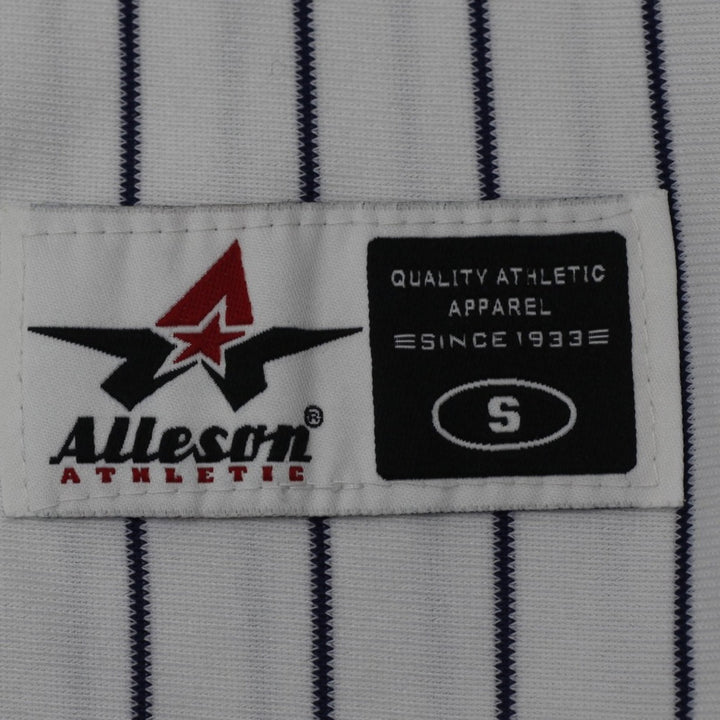 Alleson®
ATHLETIC
QUALITY ATHLETIC
APPAREL
SINCE 1933
S